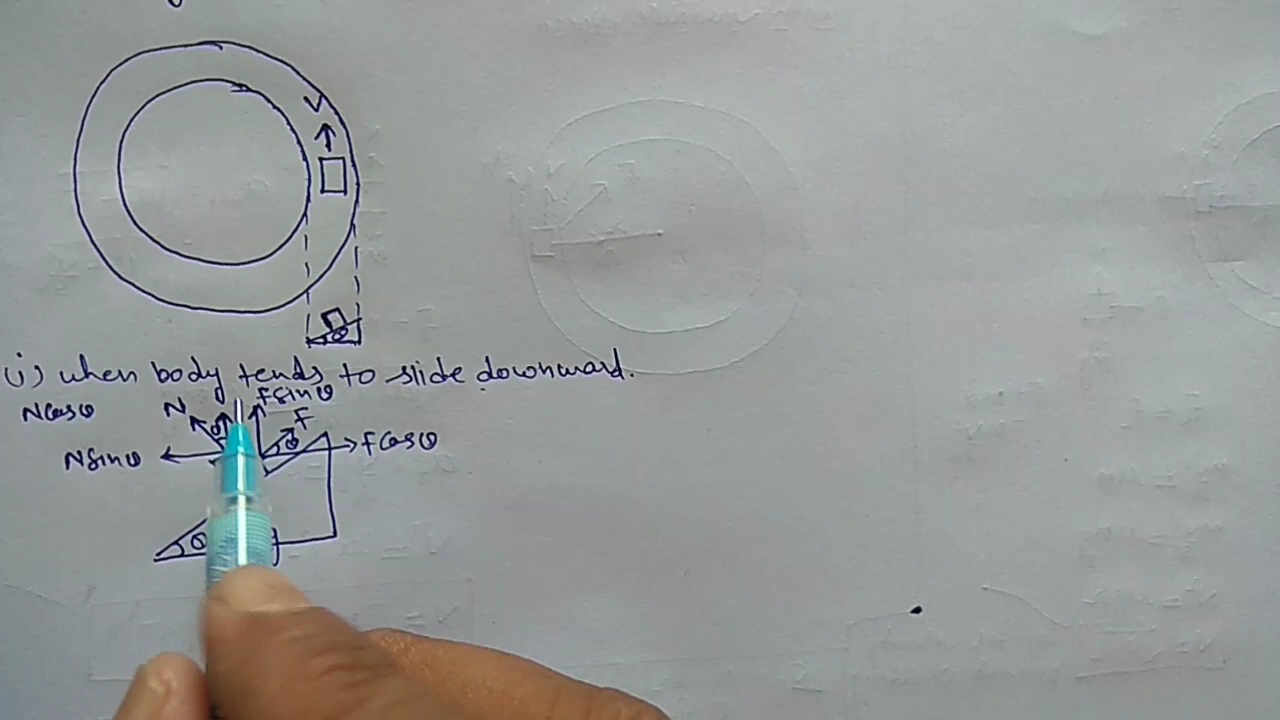 V
θ
(i) when body tends to slide downward.
Ncosθ N θ fsinθ
f
θ
Nsinθ fcosθ
θ